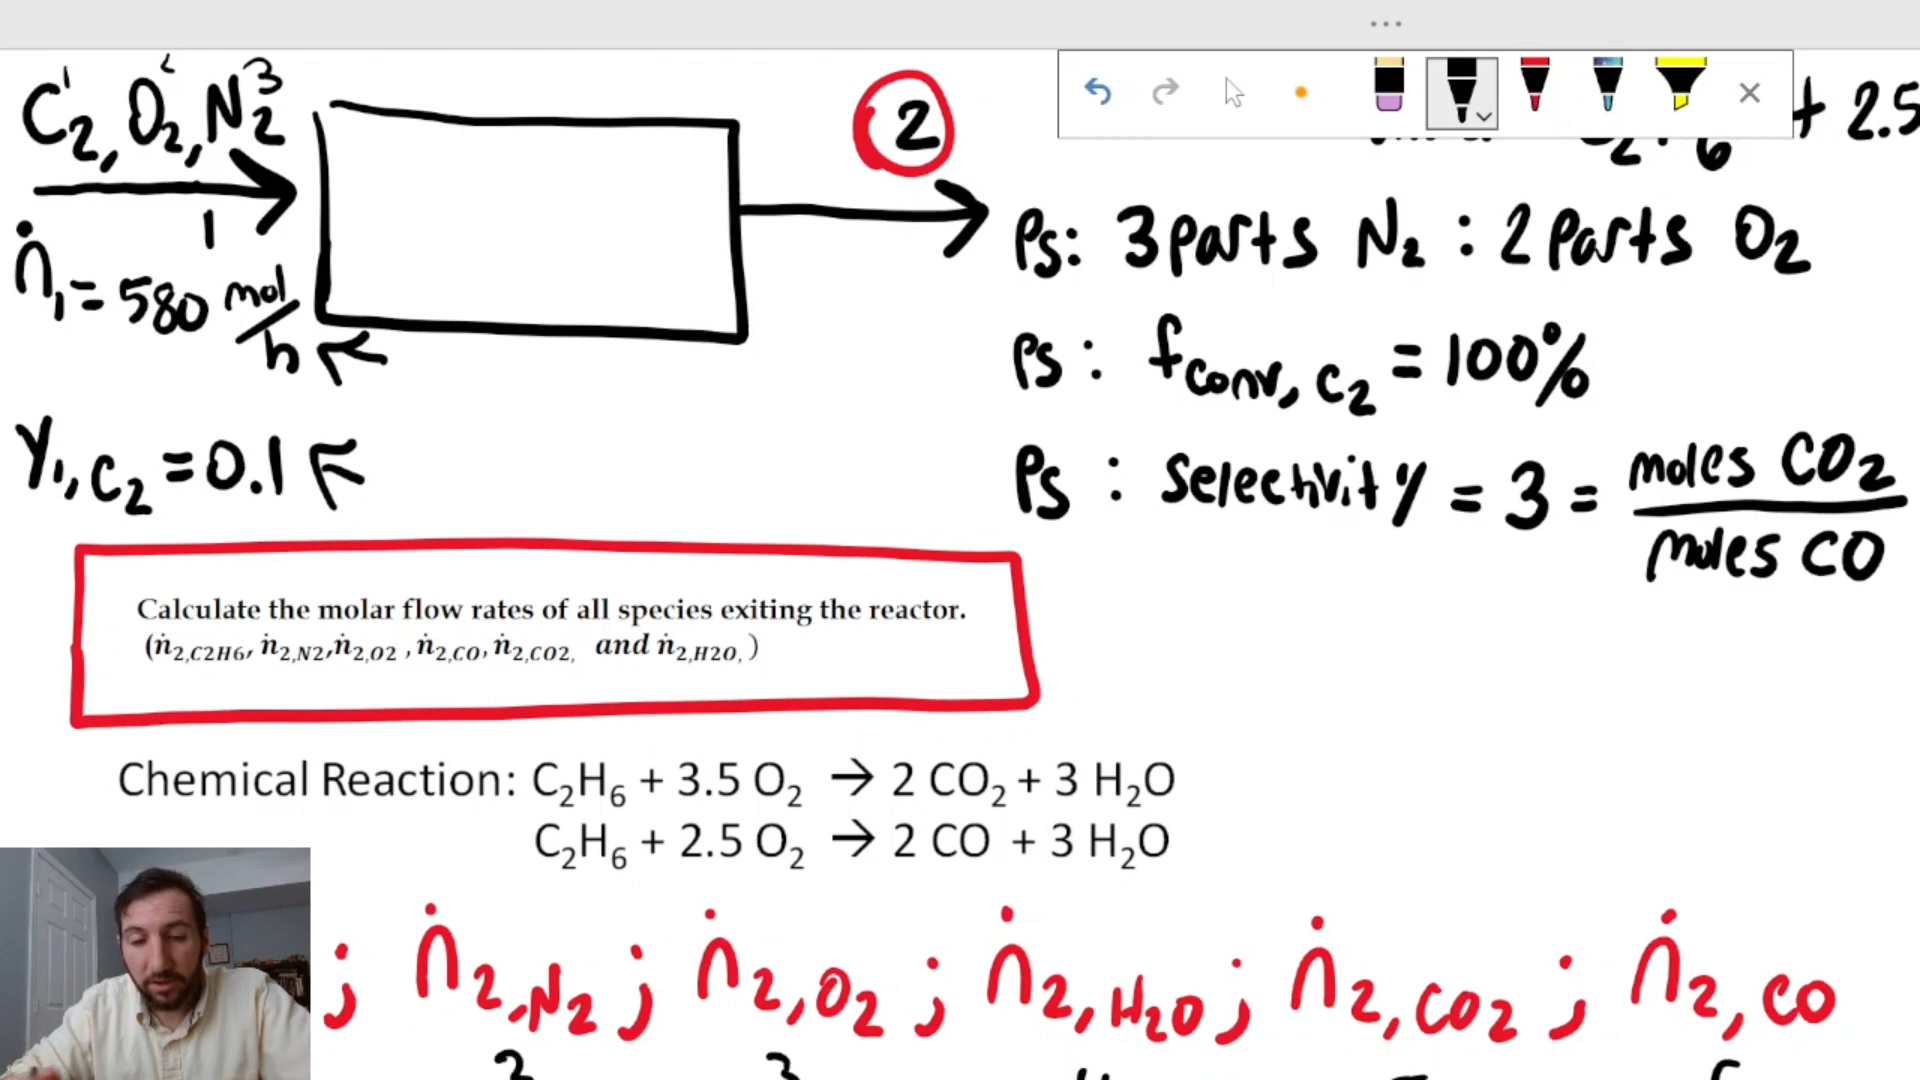 C₂, O₂, N₂
1 2 3
2
+ 2.5
1
ṅ₁ = 580 mol/h
Ps: 3 parts N₂ : 2 Parts O₂
Ps : f conv, C₂ = 100%
Y₁,C₂ = 0.1
Ps : Selectivity = 3 = moles CO₂ / moles CO
Calculate the molar flow rates of all species exiting the reactor.
(ṅ₂,C2H6, ṅ₂,N2,ṅ₂,O2 ,ṅ₂,CO, ṅ₂,CO2, and ṅ₂,H2O, )
Chemical Reaction: C₂H₆ + 3.5 O₂ → 2 CO₂ + 3 H₂O
C₂H₆ + 2.5 O₂ → 2 CO + 3 H₂O
; ṅ₂,N₂ ; ṅ₂,O₂ ; ṅ₂,H₂O ; ṅ₂,CO₂ ; ṅ₂,CO